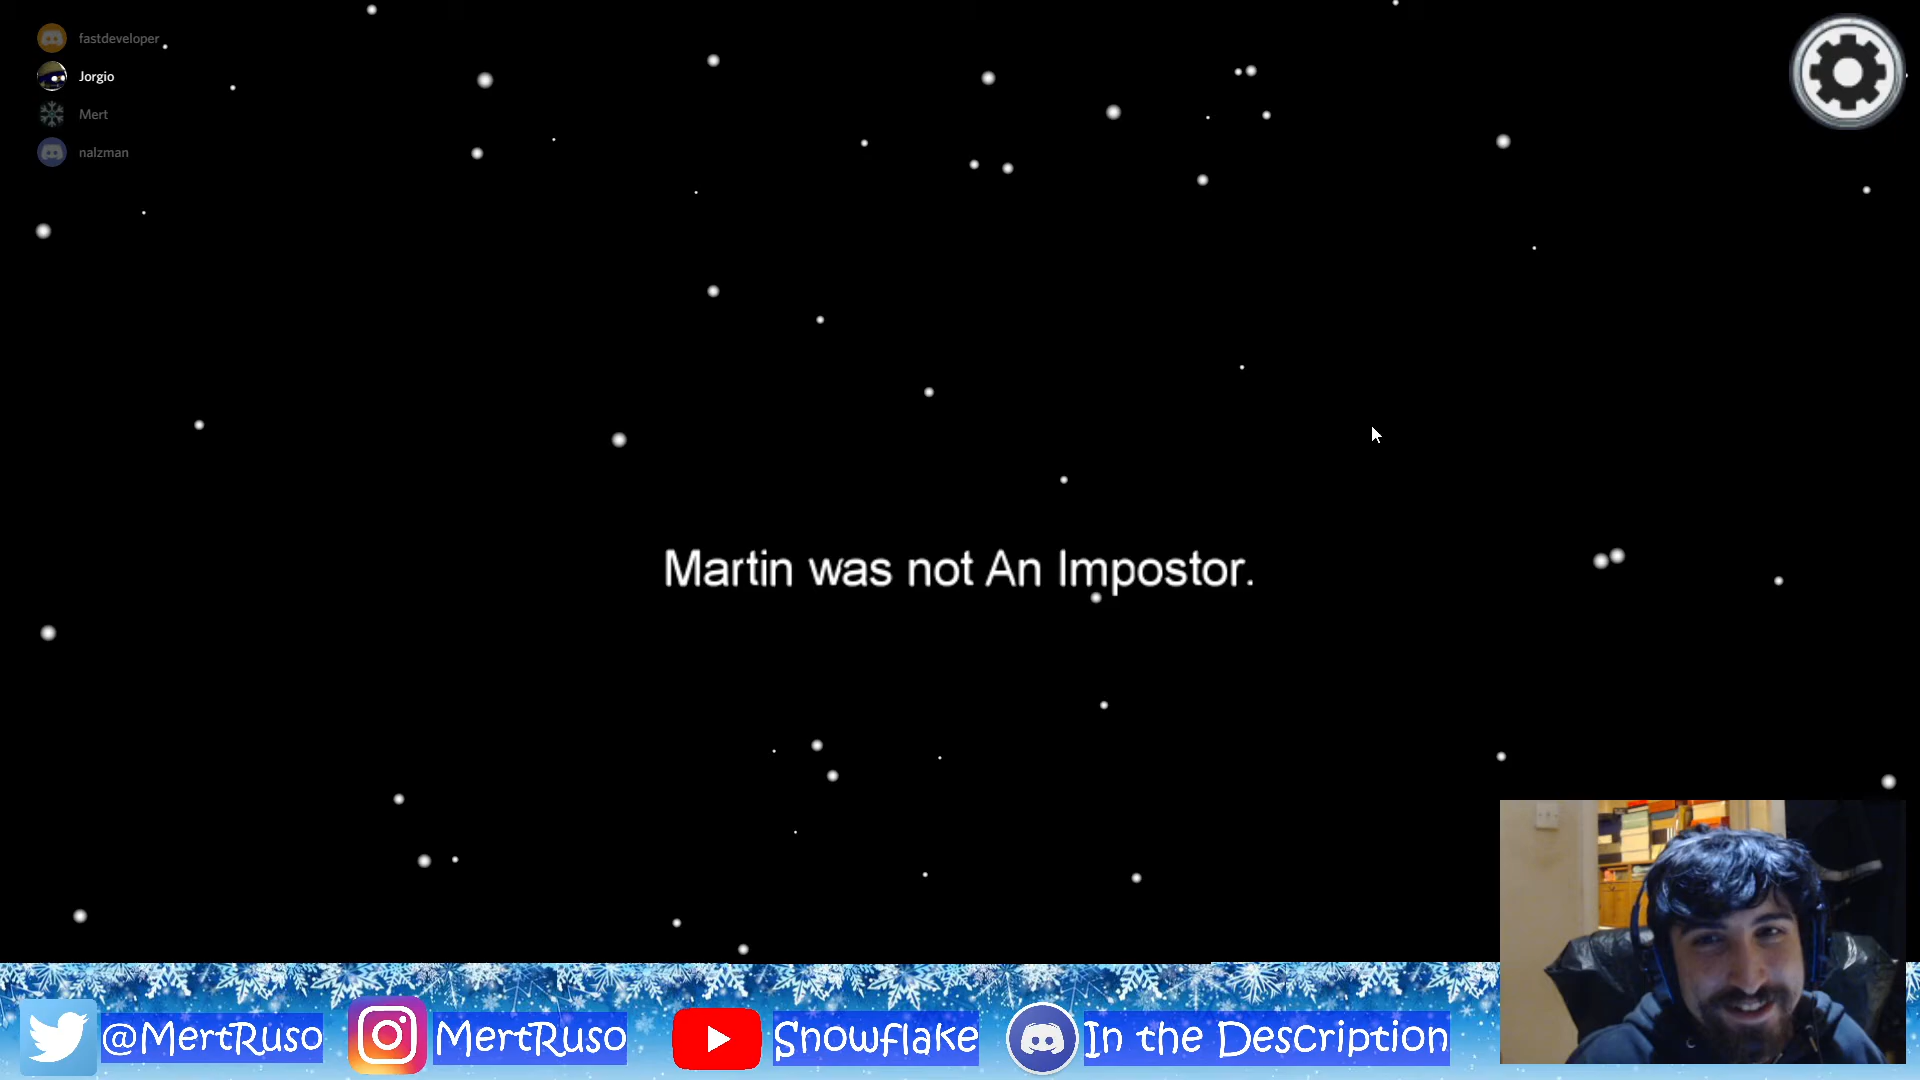 fastdeveloper
Jorgio
Mert
nalzman
Martin was not An Impostor.
@MertRuso
MertRuso
Snowflake
In the Description